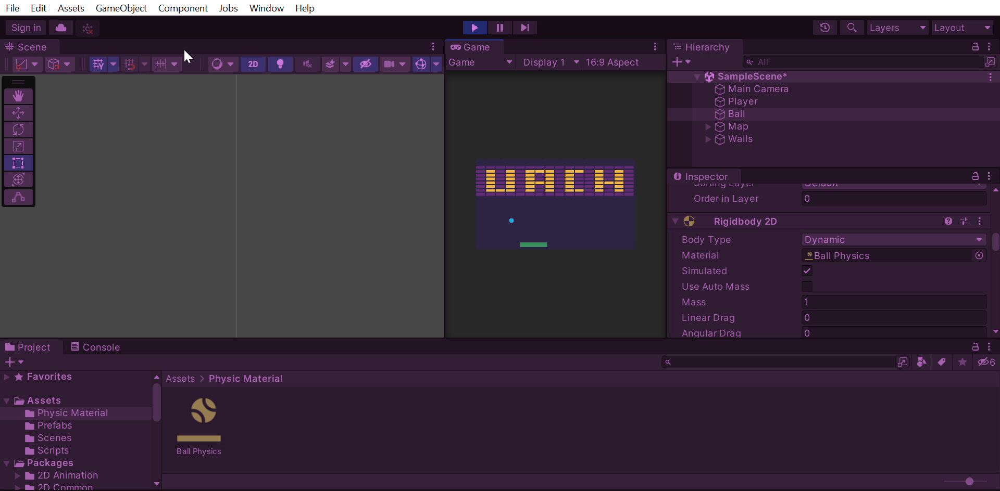 File Edit Assets GameObject Component Jobs Window Help
Sign in
Layers Layout
Scene
2D
Game
Game Display 1 16:9 Aspect
UACH
Hierarchy
All
SampleScene*
Main Camera
Player
Ball
Map
Walls
Inspector
Sorting Layer Default
Order in Layer 0
Rigidbody 2D
Body Type Dynamic
Material Ball Physics
Simulated
Use Auto Mass
Mass 1
Linear Drag 0
Angular Drag 0
Project Console
6
Favorites
Assets
Physic Material
Prefabs
Scenes
Scripts
Packages
2D Animation
2D Common
Assets > Physic Material
Ball Physics